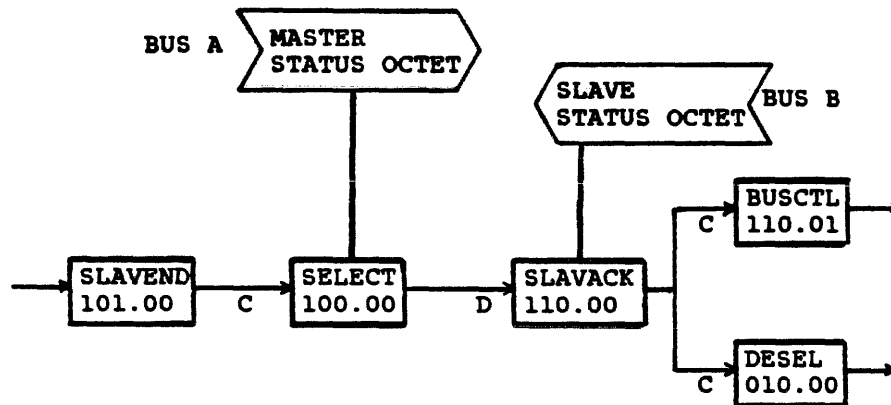 BUS A
MASTER
STATUS OCTET
SLAVE
STATUS OCTET
BUS B
BUSCTL
110.01
C
SLAVEND
101.00
C
SELECT
100.00
D
SLAVACK
110.00
DESEL
010.00
C